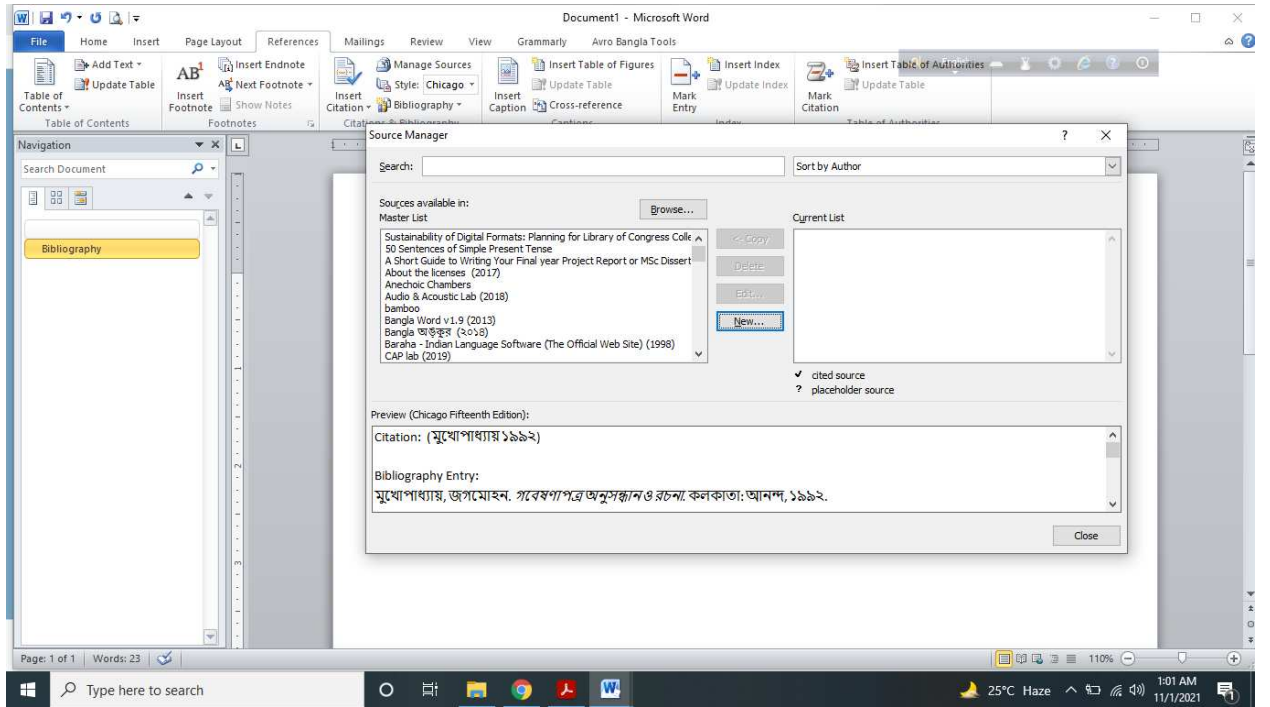 Document1 - Microsoft Word
File Home Insert Page Layout References Mailings Review View Grammarly Avro Bangla Tools
Table of Contents
Add Text
Update Table
Table of Contents
AB1
Insert Footnote
Insert Endnote
Next Footnote
Show Notes
Footnotes
Insert Citation
Manage Sources
Style: Chicago
Bibliography
Citations & Bibliography
Insert Caption
Insert Table of Figures
Update Table
Cross-reference
Captions
Mark Entry
Insert Index
Update Index
Index
Mark Citation
Insert Table of Authorities
Update Table
Table of Authorities
Navigation
Search Document
Bibliography
Source Manager
Search:
Sort by Author
Sources available in:
Master List
Browse...
Current List
Sustainability of Digital Formats: Planning for Library of Congress Colle
50 Sentences of Simple Present Tense
A Short Guide to Writing Your Final year Project Report or MSc Dissert
About the licenses (2017)
Anechoic Chambers
Audio & Acoustic Lab (2018)
bamboo
Bangla Word v1.9 (2013)
Bangla অঙ্কুর (২০১৮)
Baraha - Indian Language Software (The Official Web Site) (1998)
CAP lab (2019)
<- Copy
Delete
Edit...
New...
cited source
? placeholder source
Preview (Chicago Fifteenth Edition):
Citation: (মুখোপাধ্যায় ১৯৯২)
Bibliography Entry:
মুখোপাধ্যায়, জগমোহন. গবেষণাপত্র অনুসন্ধান ও রচনা. কলকাতা: আনন্দ, ১৯৯২.
Close
Page: 1 of 1 Words: 23
110%
Type here to search
25°C Haze
1:01 AM
11/1/2021